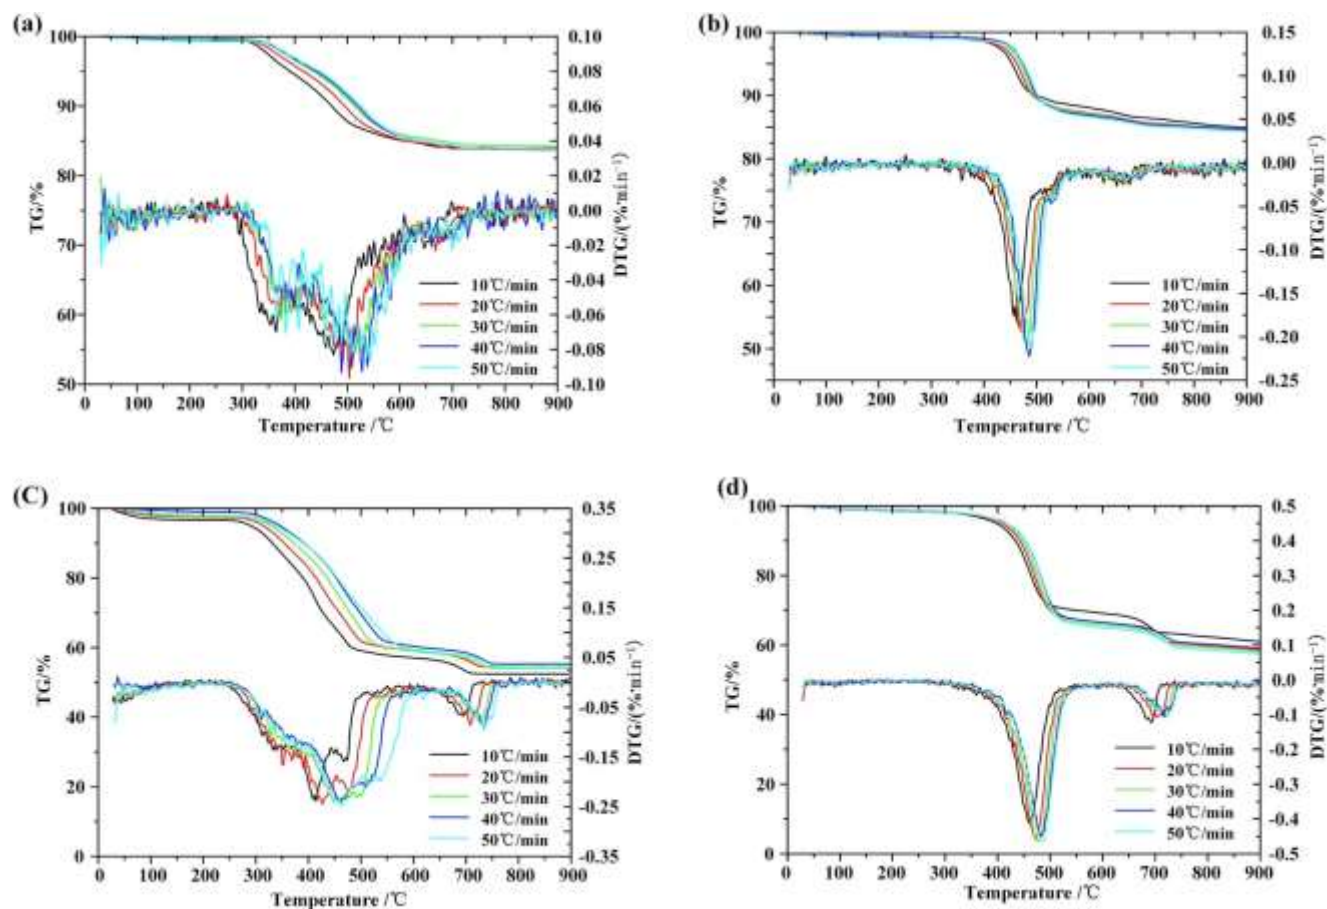 (a)
100
90
80
70
60
50
TG/%
0.10
0.08
0.06
0.04
0.02
0.00
-0.02
-0.04
-0.06
-0.08
-0.10
DTG/(%·min⁻¹)
10℃/min
20℃/min
30℃/min
40℃/min
50℃/min
0 100 200 300 400 500 600 700 800 900
Temperature /℃
(b)
100
90
80
70
60
50
TG/%
0.15
0.10
0.05
0.00
-0.05
-0.10
-0.15
-0.20
-0.25
DTG/(%·min⁻¹)
10℃/min
20℃/min
30℃/min
40℃/min
50℃/min
0 100 200 300 400 500 600 700 800 900
Temperature /℃
(C)
100
80
60
40
20
0
TG/%
0.35
0.25
0.15
0.05
-0.05
-0.15
-0.25
-0.35
DTG/(%·min⁻¹)
10℃/min
20℃/min
30℃/min
40℃/min
50℃/min
0 100 200 300 400 500 600 700 800 900
Temperature /℃
(d)
100
80
60
40
20
0
TG/%
0.5
0.4
0.3
0.2
0.1
0.0
-0.1
-0.2
-0.3
-0.4
-0.5
DTG/(%·min⁻¹)
10℃/min
20℃/min
30℃/min
40℃/min
50℃/min
0 100 200 300 400 500 600 700 800 900
Temperature /℃